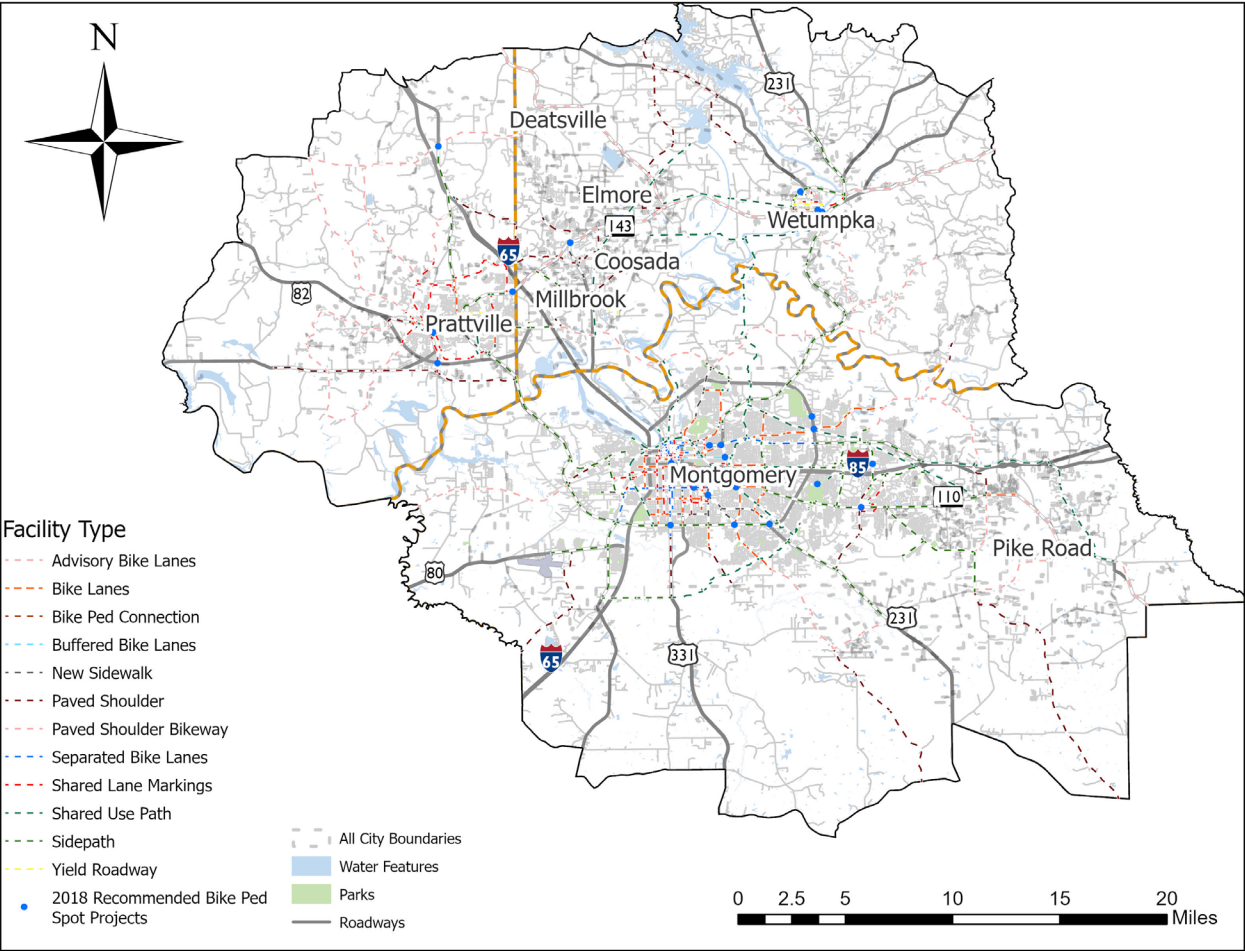 N
231
Deatsville
Elmore
143
Wetumpka
65
Coosada
82
Millbrook
Prattville
Montgomery
85
110
Pike Road
80
231
65
331
Facility Type
Advisory Bike Lanes
Bike Lanes
Bike Ped Connection
Buffered Bike Lanes
New Sidewalk
Paved Shoulder
Paved Shoulder Bikeway
Separated Bike Lanes
Shared Lane Markings
Shared Use Path
Sidepath
Yield Roadway
2018 Recommended Bike Ped
Spot Projects
All City Boundaries
Water Features
Parks
Roadways
0 2.5 5 10 15 20
Miles